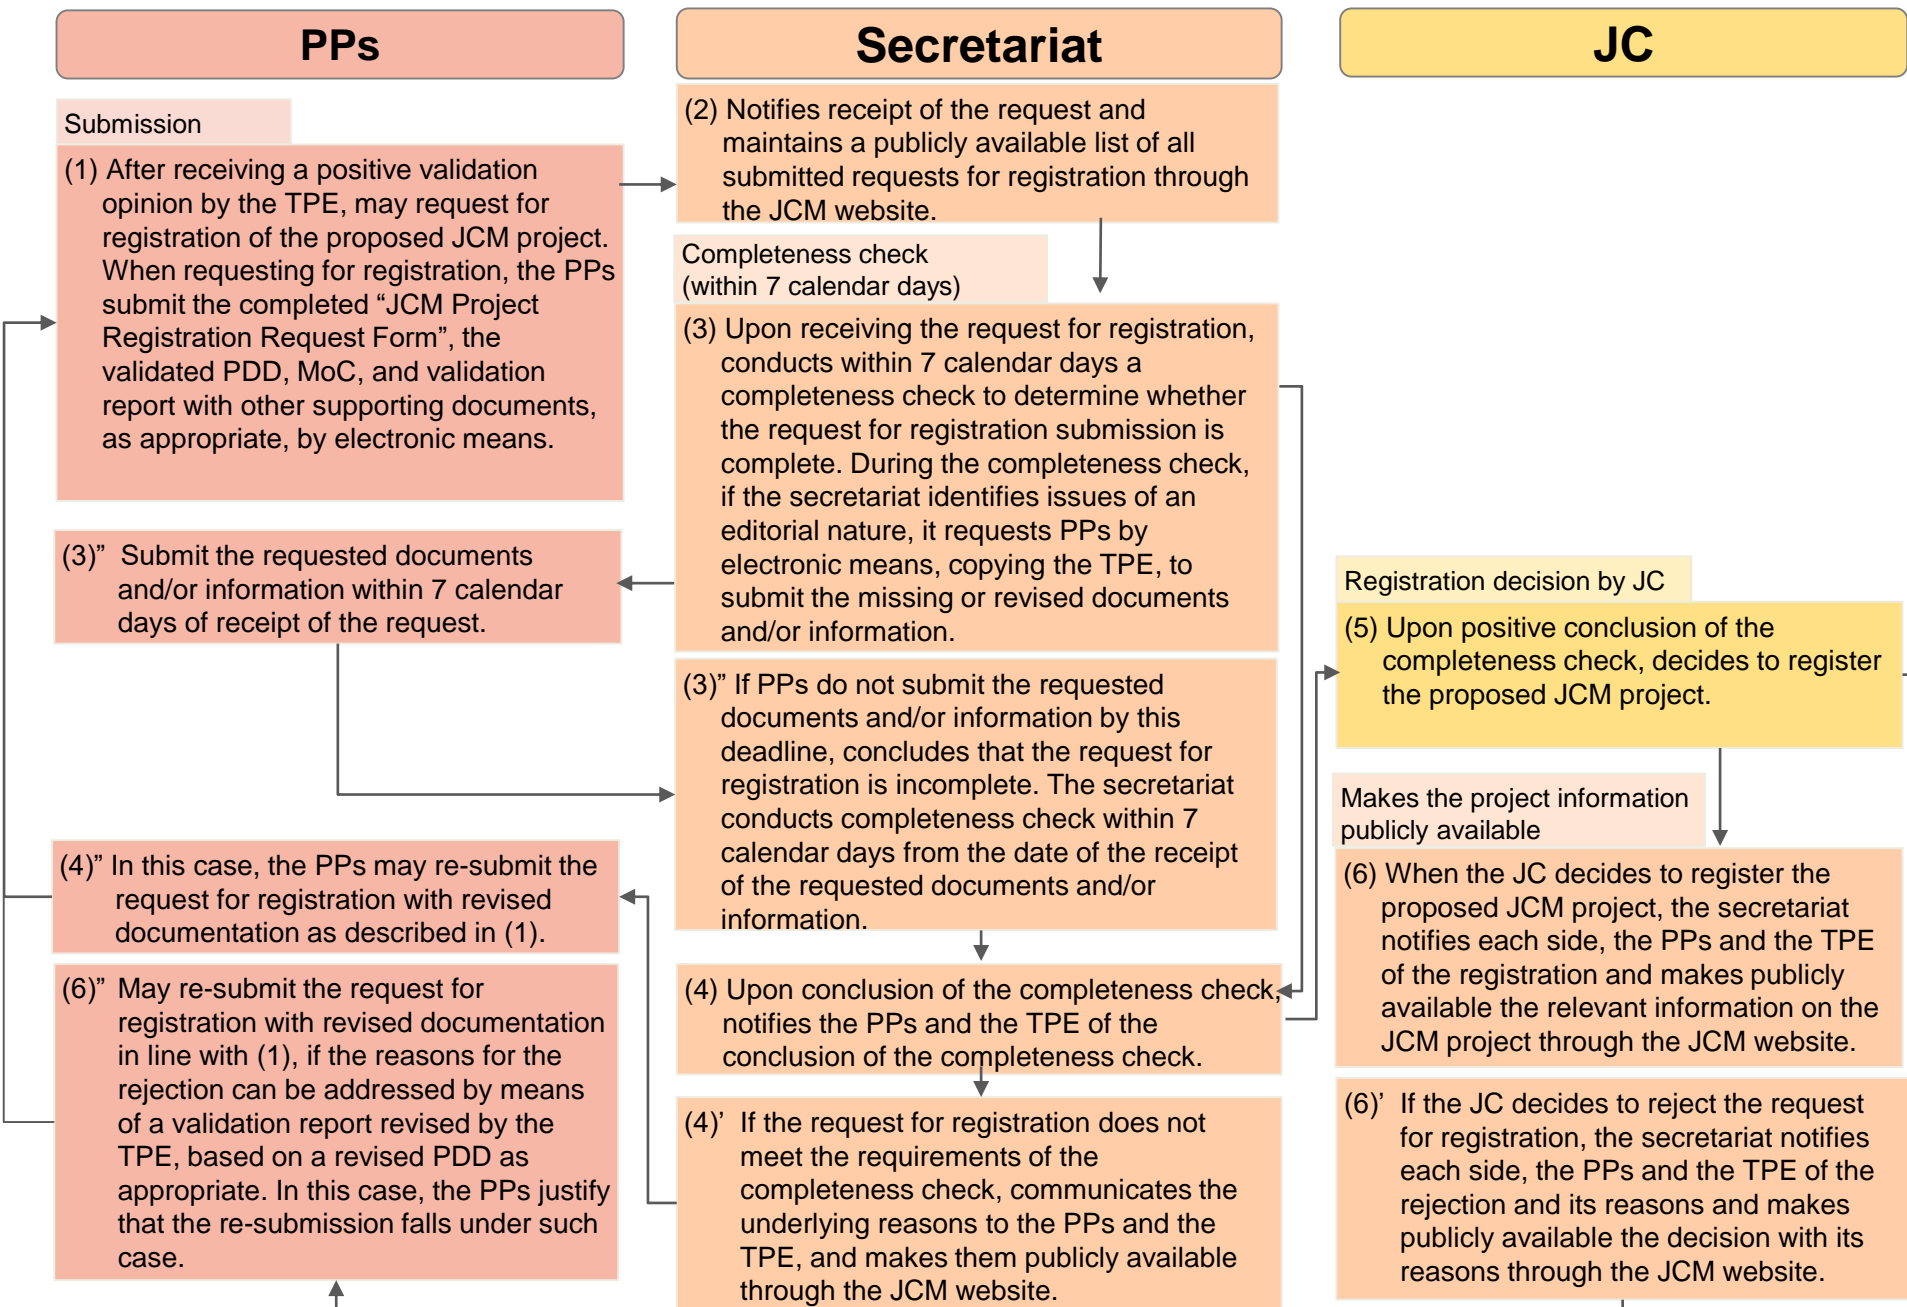 PPs
Submission
(1) After receiving a positive validation
opinion by the TPE, may request for
registration of the proposed JCM project.
When requesting for registration, the PPs
submit the completed “JCM Project
Registration Request Form”, the
validated PDD, MoC, and validation
report with other supporting documents,
as appropriate, by electronic means.
(3)” Submit the requested documents
and/or information within 7 calendar
days of receipt of the request.
(4)” In this case, the PPs may re-submit the
request for registration with revised
documentation as described in (1).
(6)” May re-submit the request for
registration with revised documentation
in line with (1), if the reasons for the
rejection can be addressed by means
of a validation report revised by the
TPE, based on a revised PDD as
appropriate. In this case, the PPs justify
that the re-submission falls under such
case.
Secretariat
(2) Notifies receipt of the request and
maintains a publicly available list of all
submitted requests for registration through
the JCM website.
Completeness check
(within 7 calendar days)
(3) Upon receiving the request for registration,
conducts within 7 calendar days a
completeness check to determine whether
the request for registration submission is
complete. During the completeness check,
if the secretariat identifies issues of an
editorial nature, it requests PPs by
electronic means, copying the TPE, to
submit the missing or revised documents
and/or information.
(3)” If PPs do not submit the requested
documents and/or information by this
deadline, concludes that the request for
registration is incomplete. The secretariat
conducts completeness check within 7
calendar days from the date of the receipt
of the requested documents and/or
information.
(4) Upon conclusion of the completeness check,
notifies the PPs and the TPE of the
conclusion of the completeness check.
(4)’ If the request for registration does not
meet the requirements of the
completeness check, communicates the
underlying reasons to the PPs and the
TPE, and makes them publicly available
through the JCM website.
JC
Registration decision by JC
(5) Upon positive conclusion of the
completeness check, decides to register
the proposed JCM project.
Makes the project information
publicly available
(6) When the JC decides to register the
proposed JCM project, the secretariat
notifies each side, the PPs and the TPE
of the registration and makes publicly
available the relevant information on the
JCM project through the JCM website.
(6)’ If the JC decides to reject the request
for registration, the secretariat notifies
each side, the PPs and the TPE of the
rejection and its reasons and makes
publicly available the decision with its
reasons through the JCM website.